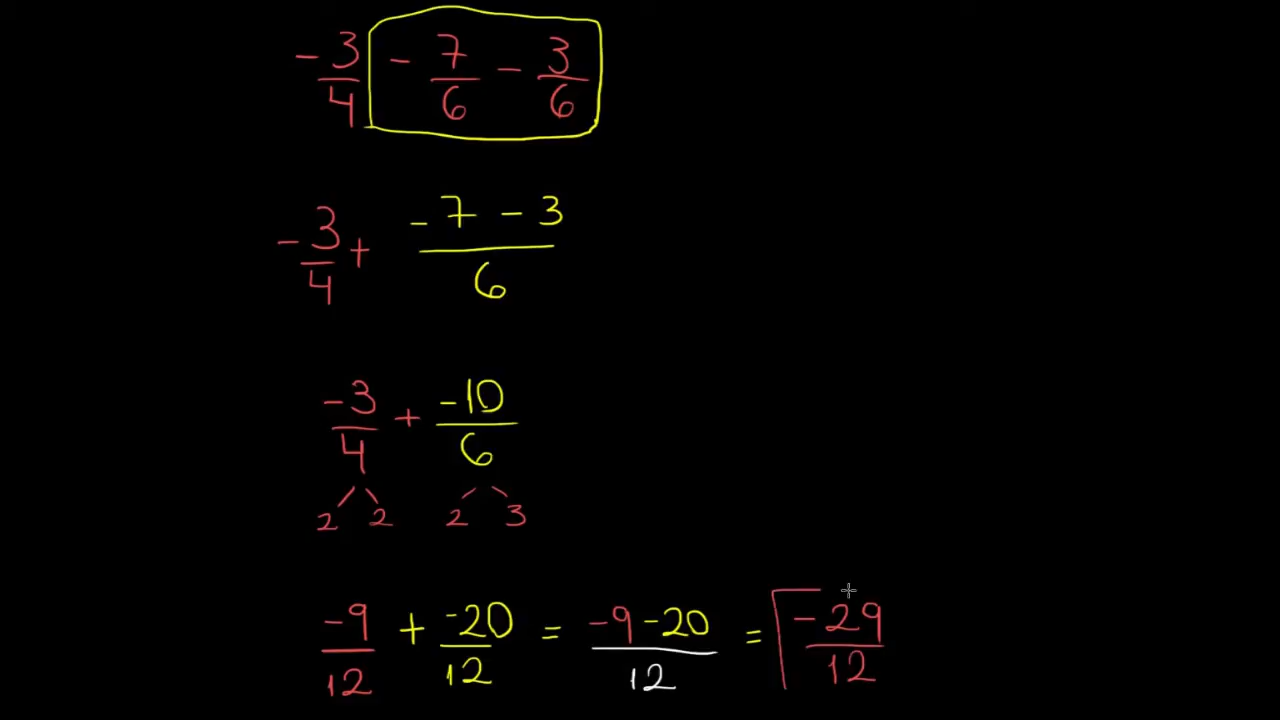 -3/4 - 7/6 - 3/6
-3/4 + -7 - 3/6
-3/4 + -10/6
2 2 2 3
-9/12 + -20/12 = -9-20/12 = -29/12